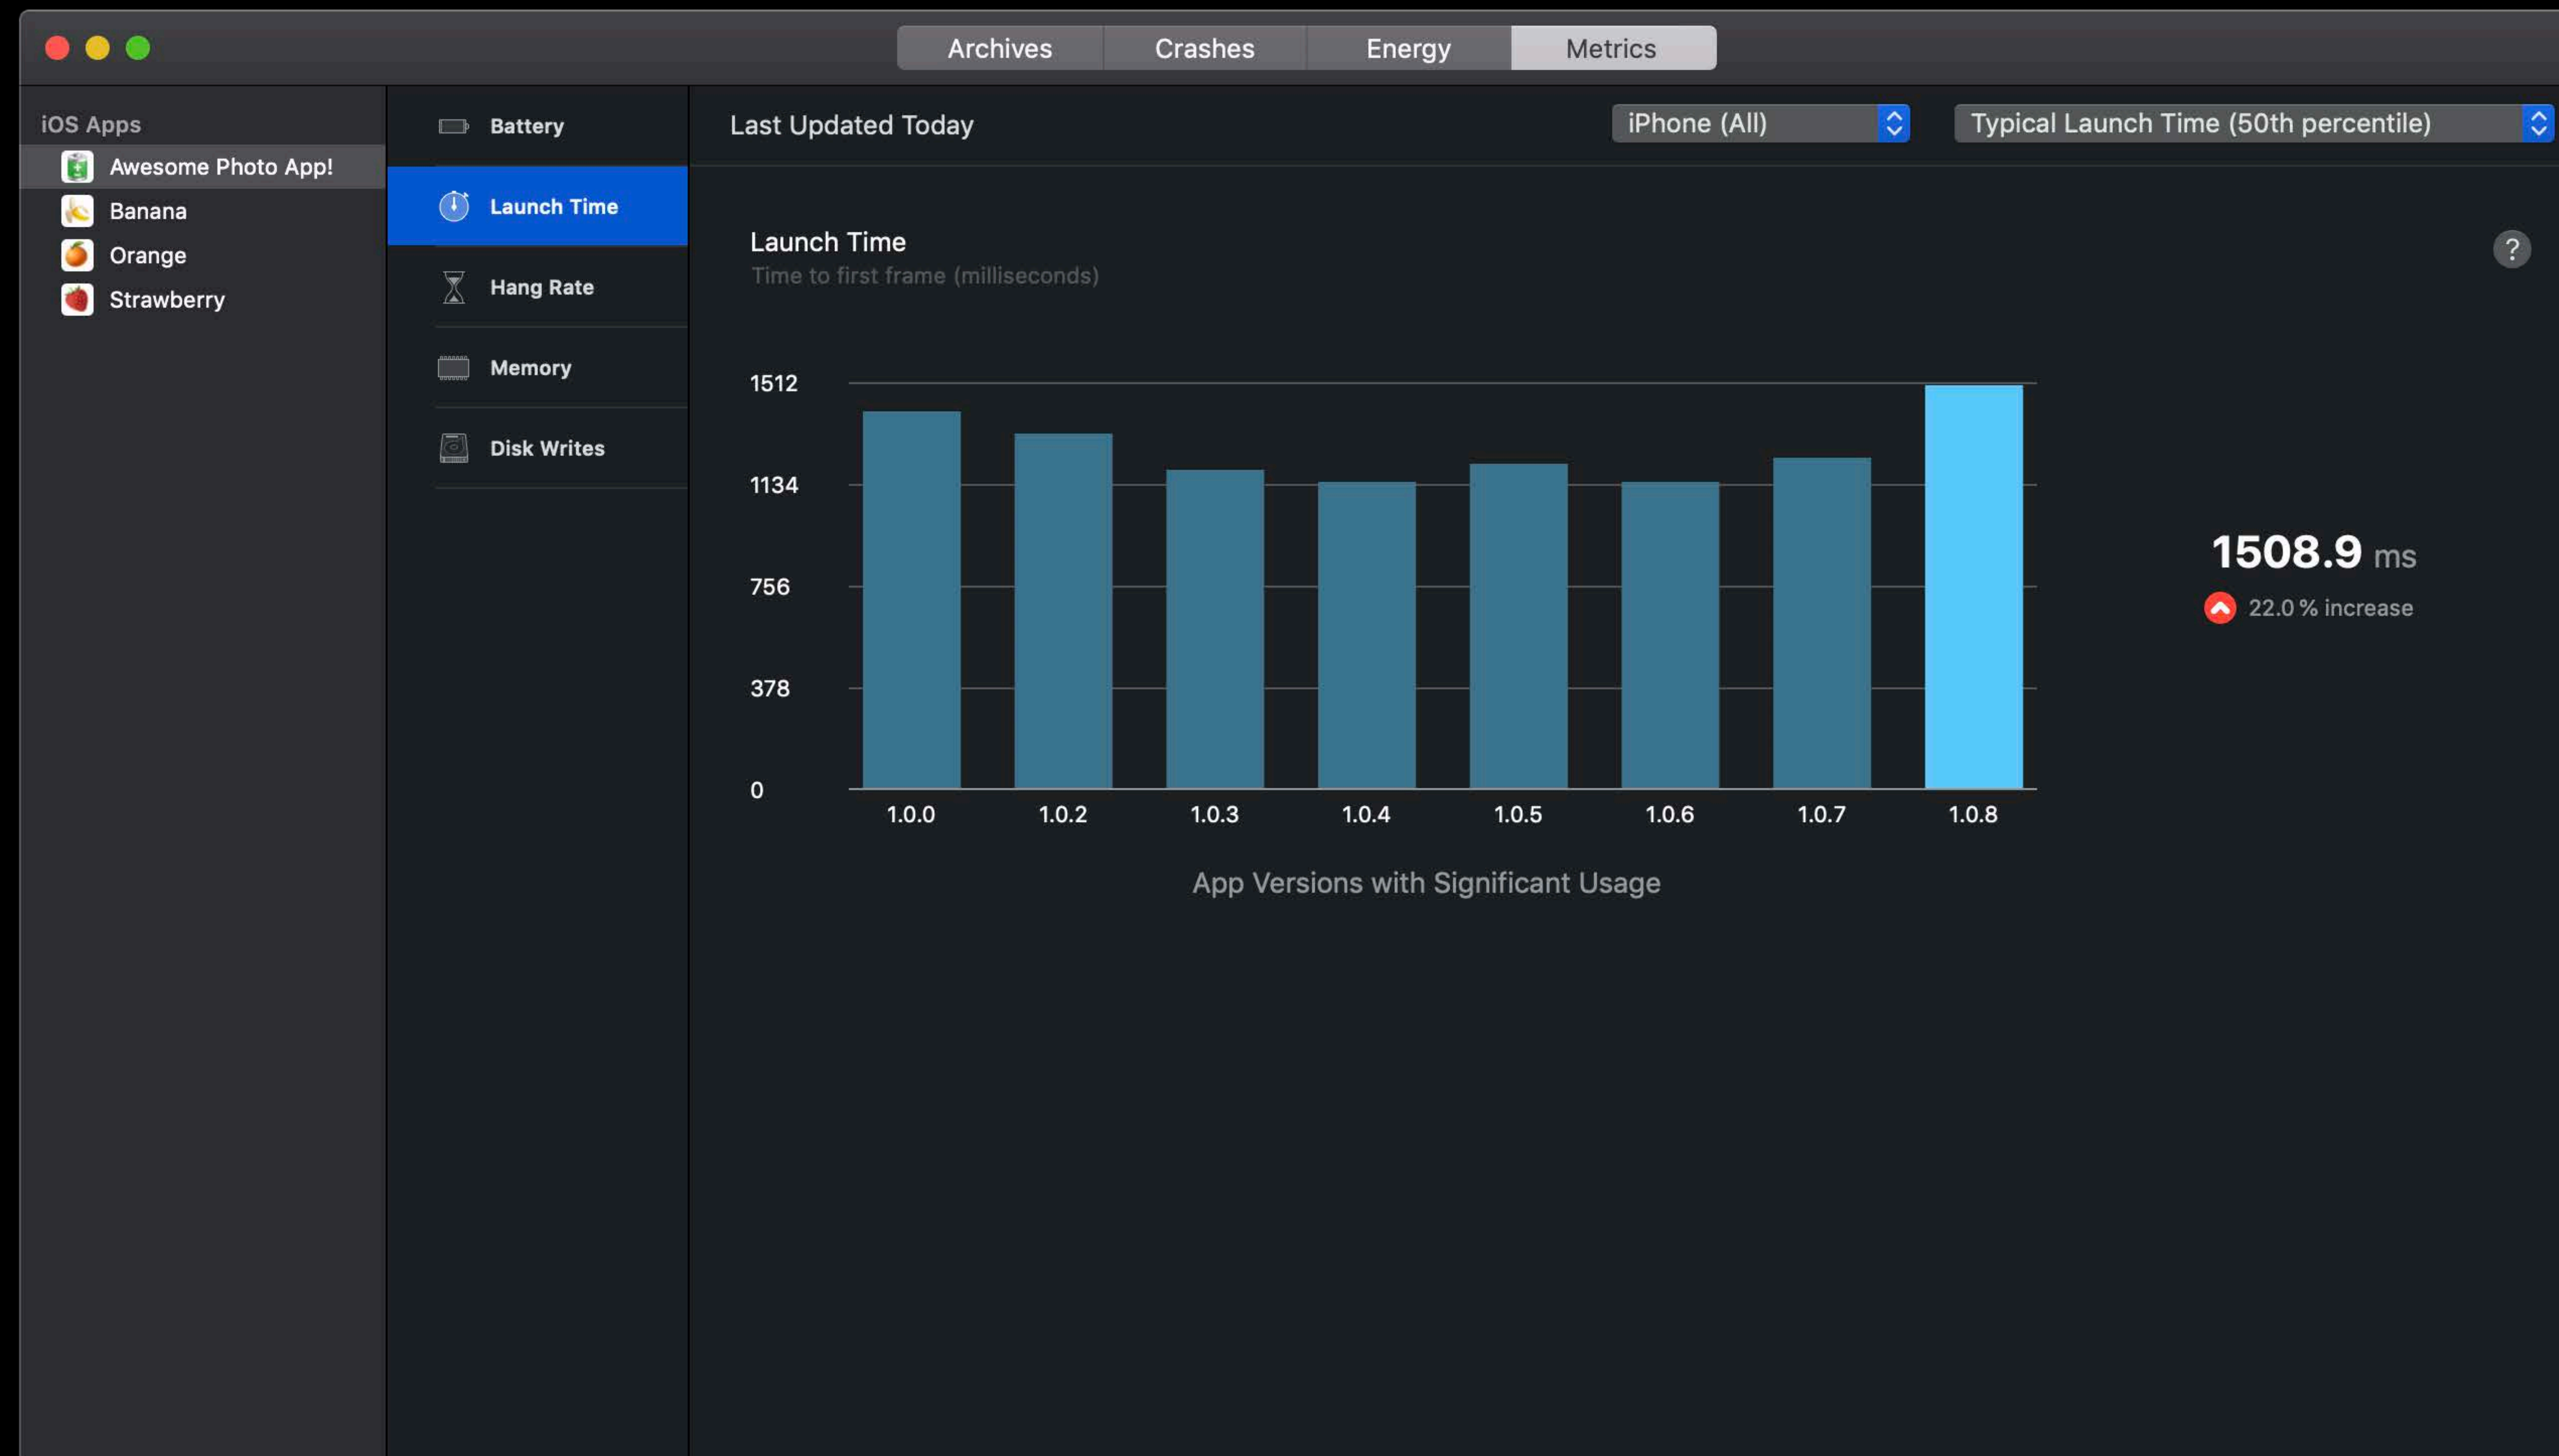 Archives Crashes Energy Metrics
iOS Apps
Awesome Photo App!
Banana
Orange
Strawberry
Battery
Launch Time
Hang Rate
Memory
Disk Writes
Last Updated Today
iPhone (All)
Typical Launch Time (50th percentile)
Launch Time
Time to first frame (milliseconds)
?
1512
1134
756
378
0
1.0.0 1.0.2 1.0.3 1.0.4 1.0.5 1.0.6 1.0.7 1.0.8
App Versions with Significant Usage
1508.9 ms
22.0 % increase